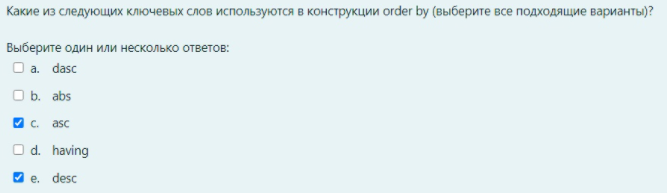 Какие из следующих ключевых слов используются в конструкции order by (выберите все подходящие варианты)?
Выберите один или несколько ответов:
a. dasc
b. abs
c. asc
d. having
e. desc